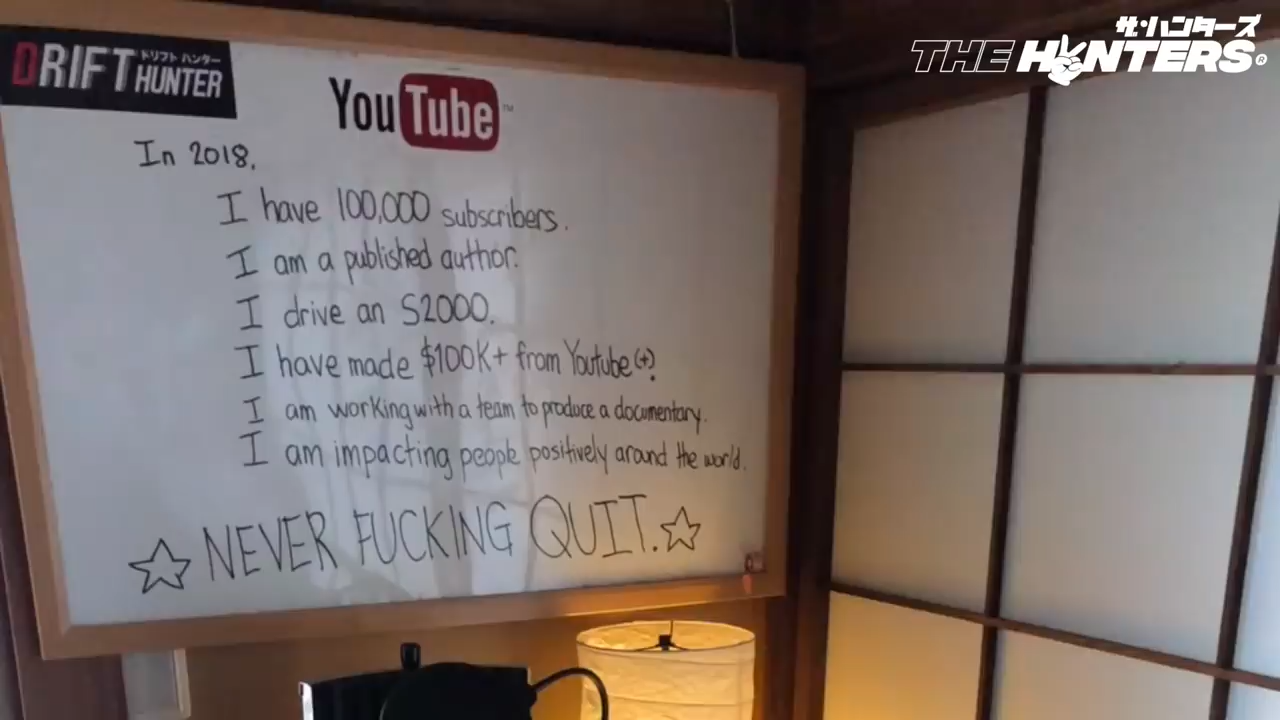 DRIFT HUNTER
ドリフト ハンター
YouTube™
ザ・ハンターズ
THE HUNTERS®
In 2018,
I have 100,000 subscribers.
I am a published author.
I drive an S2000.
I have made $100K+ from Youtube (+).
I am working with a team to produce a documentary.
I am impacting people positively around the world.
☆ NEVER FUCKING QUIT. ☆